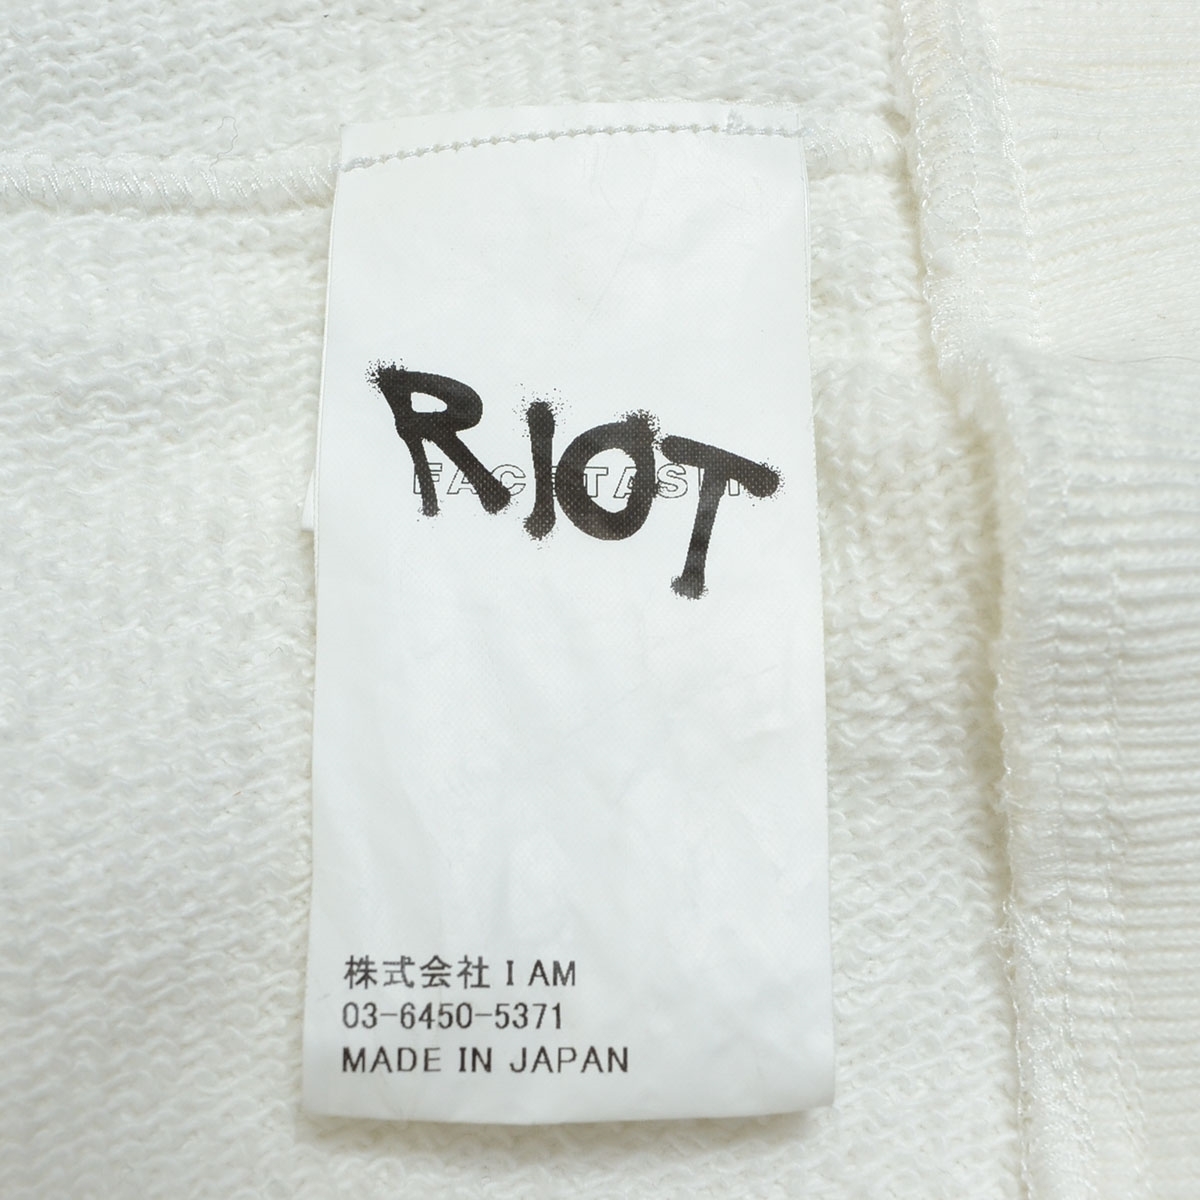 RIOT
FACETASM
株式会社 I AM
03-6450-5371
MADE IN JAPAN